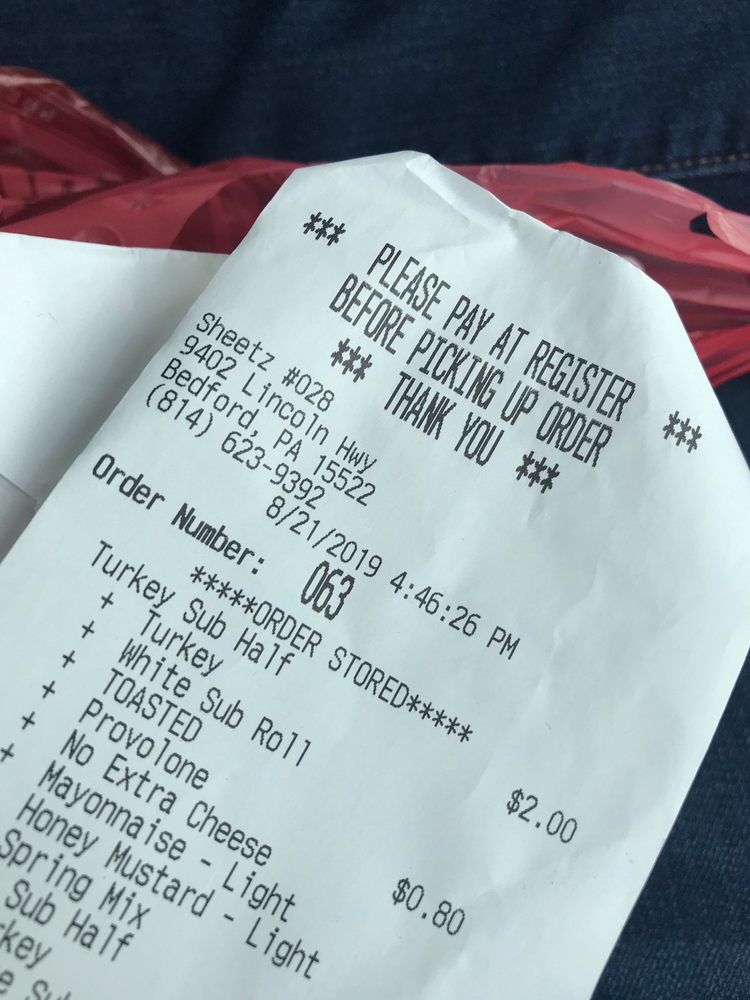 *** PLEASE PAY AT REGISTER ***
BEFORE PICKING UP ORDER
*** THANK YOU ***
Sheetz #028
9402 Lincoln Hwy
Bedford, PA 15522
(814) 623-9392
8/21/2019 4:46:26 PM
Order Number: 063
*****ORDER STORED*****
Turkey Sub Half $2.00
+ Turkey
+ White Sub Roll
+ TOASTED
+ Provolone $0.80
+ No Extra Cheese
+ Mayonnaise - Light
Honey Mustard - Light
Spring Mix
Sub Half
key